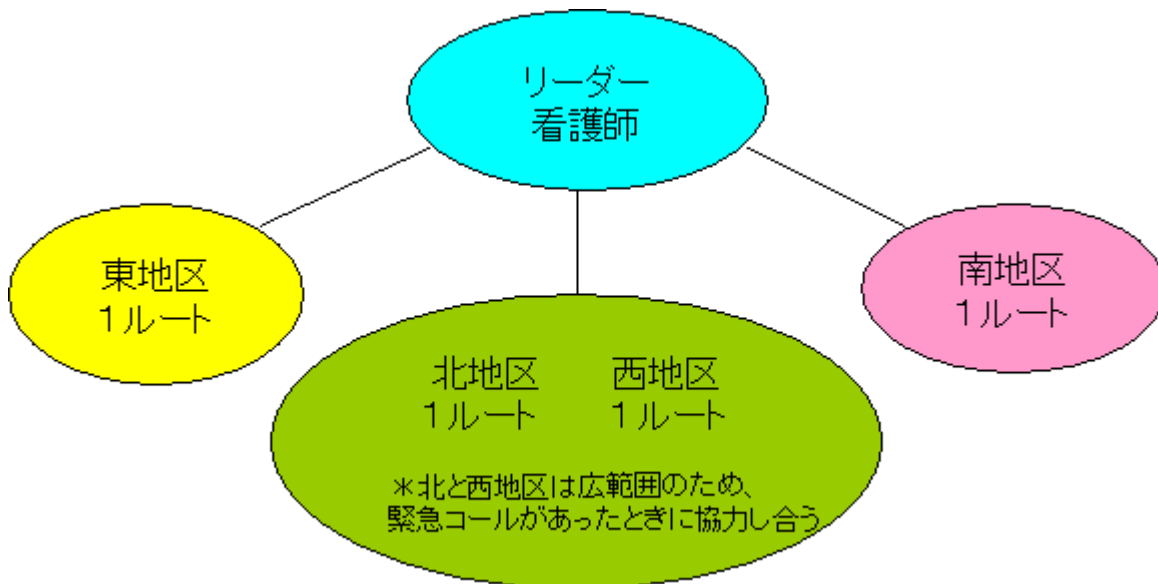 リーダー
看護師
東地区
1ルート
南地区
1ルート
北地区 西地区
1ルート 1ルート
*北と西地区は広範囲のため、
緊急コールがあったときに協力し合う